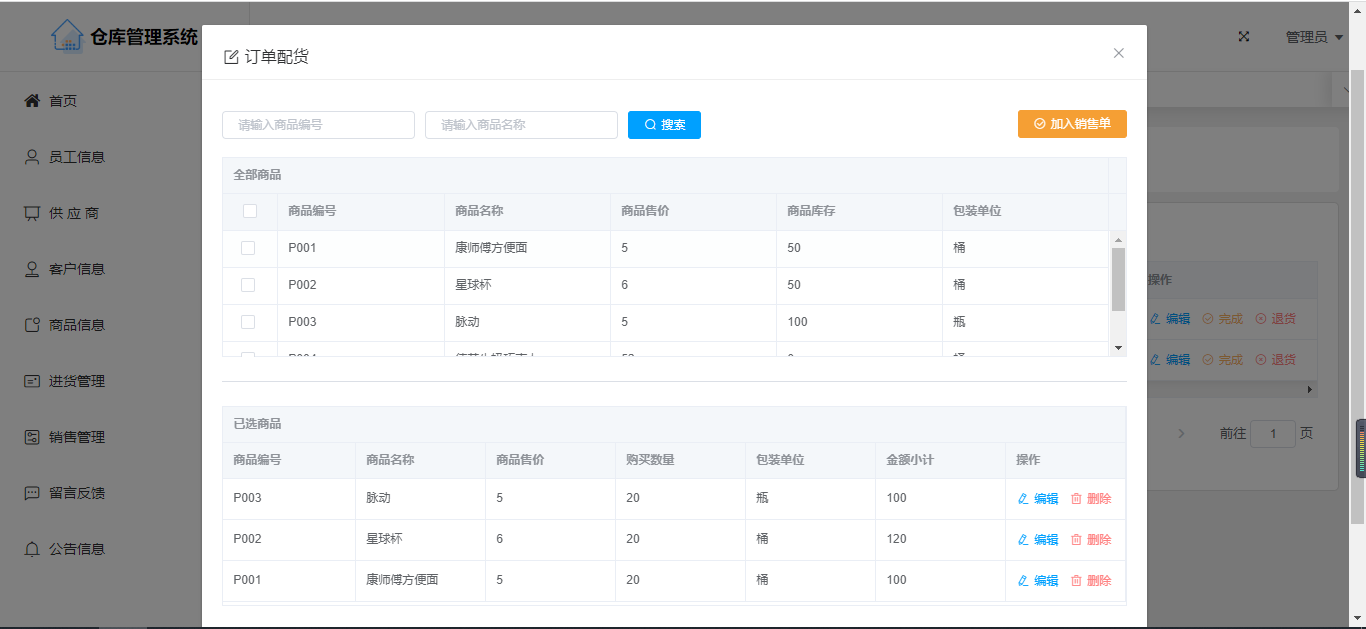 仓库管理系统
管理员
首页
员工信息
供 应 商
客户信息
商品信息
进货管理
销售管理
留言反馈
公告信息
订单配货
请输入商品编号 请输入商品名称 搜索 加入销售单
全部商品
商品编号 商品名称 商品售价 商品库存 包装单位
P001 康师傅方便面 5 50 桶
P002 星球杯 6 50 桶
P003 脉动 5 100 瓶
已选商品
商品编号 商品名称 商品售价 购买数量 包装单位 金额小计 操作
P003 脉动 5 20 瓶 100 编辑 删除
P002 星球杯 6 20 桶 120 编辑 删除
P001 康师傅方便面 5 20 桶 100 编辑 删除
操作
编辑 完成 退货
编辑 完成 退货
前往 1 页